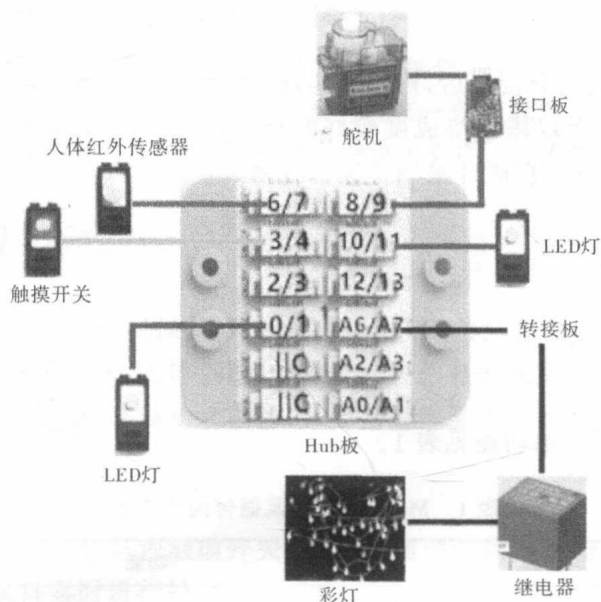 舵机
接口板
人体红外传感器
6/7 8/9
3/4 10/11
触摸开关
LED灯
2/3 12/13
0/1 A6/A7
转接板
IIC A2/A3
IIC A0/A1
Hub板
LED灯
彩灯
继电器